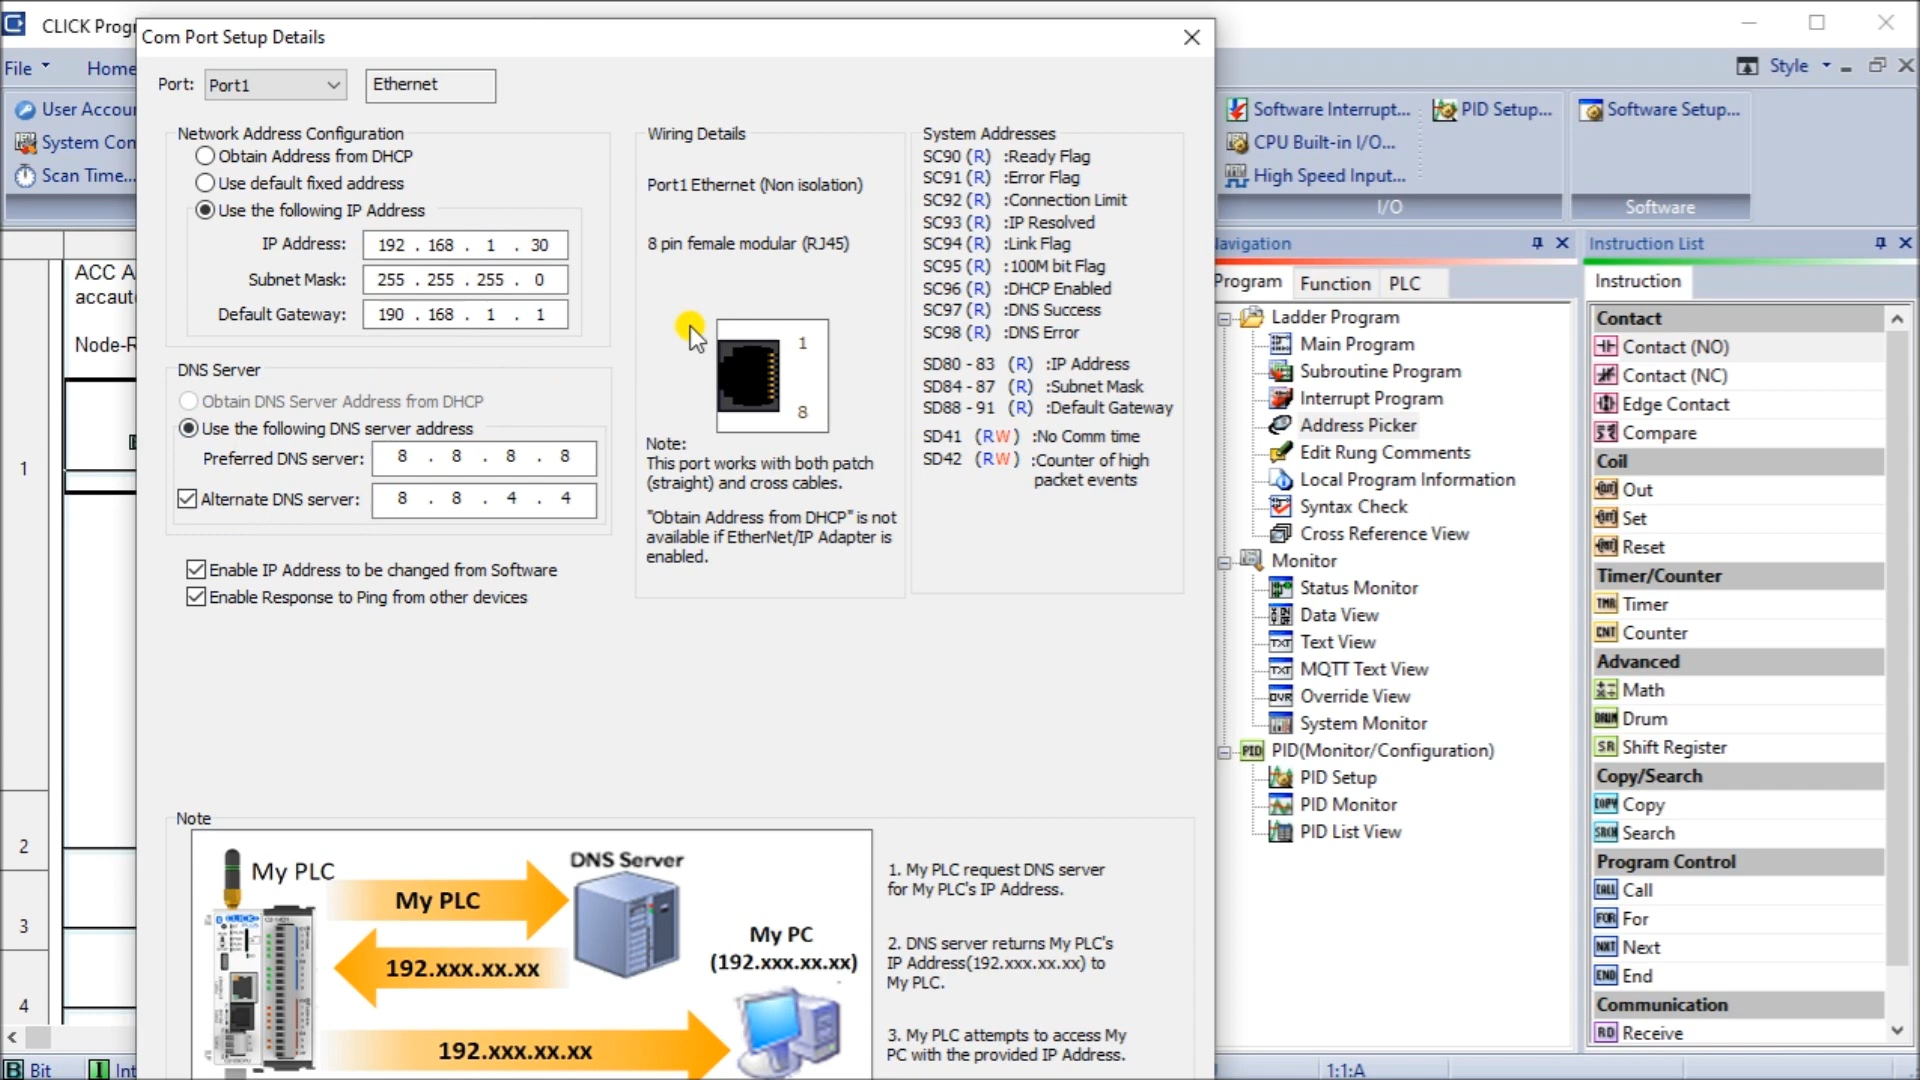 CLICK Progr
Com Port Setup Details
File
Home
Style
Port:
Port1
Ethernet
User Accou
System Con
Scan Time...
Software Interrupt...
CPU Built-in I/O...
High Speed Input...
I/O
PID Setup...
Software Setup...
Software
Network Address Configuration
Obtain Address from DHCP
Use default fixed address
Use the following IP Address
IP Address: 192 . 168 . 1 . 30
Subnet Mask: 255 . 255 . 255 . 0
Default Gateway: 190 . 168 . 1 . 1
DNS Server
Obtain DNS Server Address from DHCP
Use the following DNS server address
Preferred DNS server: 8 . 8 . 8 . 8
Alternate DNS server: 8 . 8 . 4 . 4
Enable IP Address to be changed from Software
Enable Response to Ping from other devices
Wiring Details
Port1 Ethernet (Non isolation)
8 pin female modular (RJ45)
1
8
Note:
This port works with both patch
(straight) and cross cables.
"Obtain Address from DHCP" is not
available if EtherNet/IP Adapter is
enabled.
System Addresses
SC90 (R) :Ready Flag
SC91 (R) :Error Flag
SC92 (R) :Connection Limit
SC93 (R) :IP Resolved
SC94 (R) :Link Flag
SC95 (R) :100M bit Flag
SC96 (R) :DHCP Enabled
SC97 (R) :DNS Success
SC98 (R) :DNS Error
SD80 - 83 (R) :IP Address
SD84 - 87 (R) :Subnet Mask
SD88 - 91 (R) :Default Gateway
SD41 (RW) :No Comm time
SD42 (RW) :Counter of high
packet events
Note
My PLC
My PLC
DNS Server
192.xxx.xx.xx
My PC
(192.xxx.xx.xx)
192.xxx.xx.xx
1. My PLC request DNS server
for My PLC's IP Address.
2. DNS server returns My PLC's
IP Address(192.xxx.xx.xx) to
My PLC.
3. My PLC attempts to access My
PC with the provided IP Address.
ACC A
accauto
Node-R
1
2
3
4
Bit
Int
1:1:A
avigation
Program
Function
PLC
Ladder Program
Main Program
Subroutine Program
Interrupt Program
Address Picker
Edit Rung Comments
Local Program Information
Syntax Check
Cross Reference View
Monitor
Status Monitor
Data View
Text View
MQTT Text View
Override View
System Monitor
PID(Monitor/Configuration)
PID Setup
PID Monitor
PID List View
Instruction List
Instruction
Contact
Contact (NO)
Contact (NC)
Edge Contact
Compare
Coil
Out
Set
Reset
Timer/Counter
Timer
Counter
Advanced
Math
Drum
Shift Register
Copy/Search
Copy
Search
Program Control
Call
For
Next
End
Communication
Receive